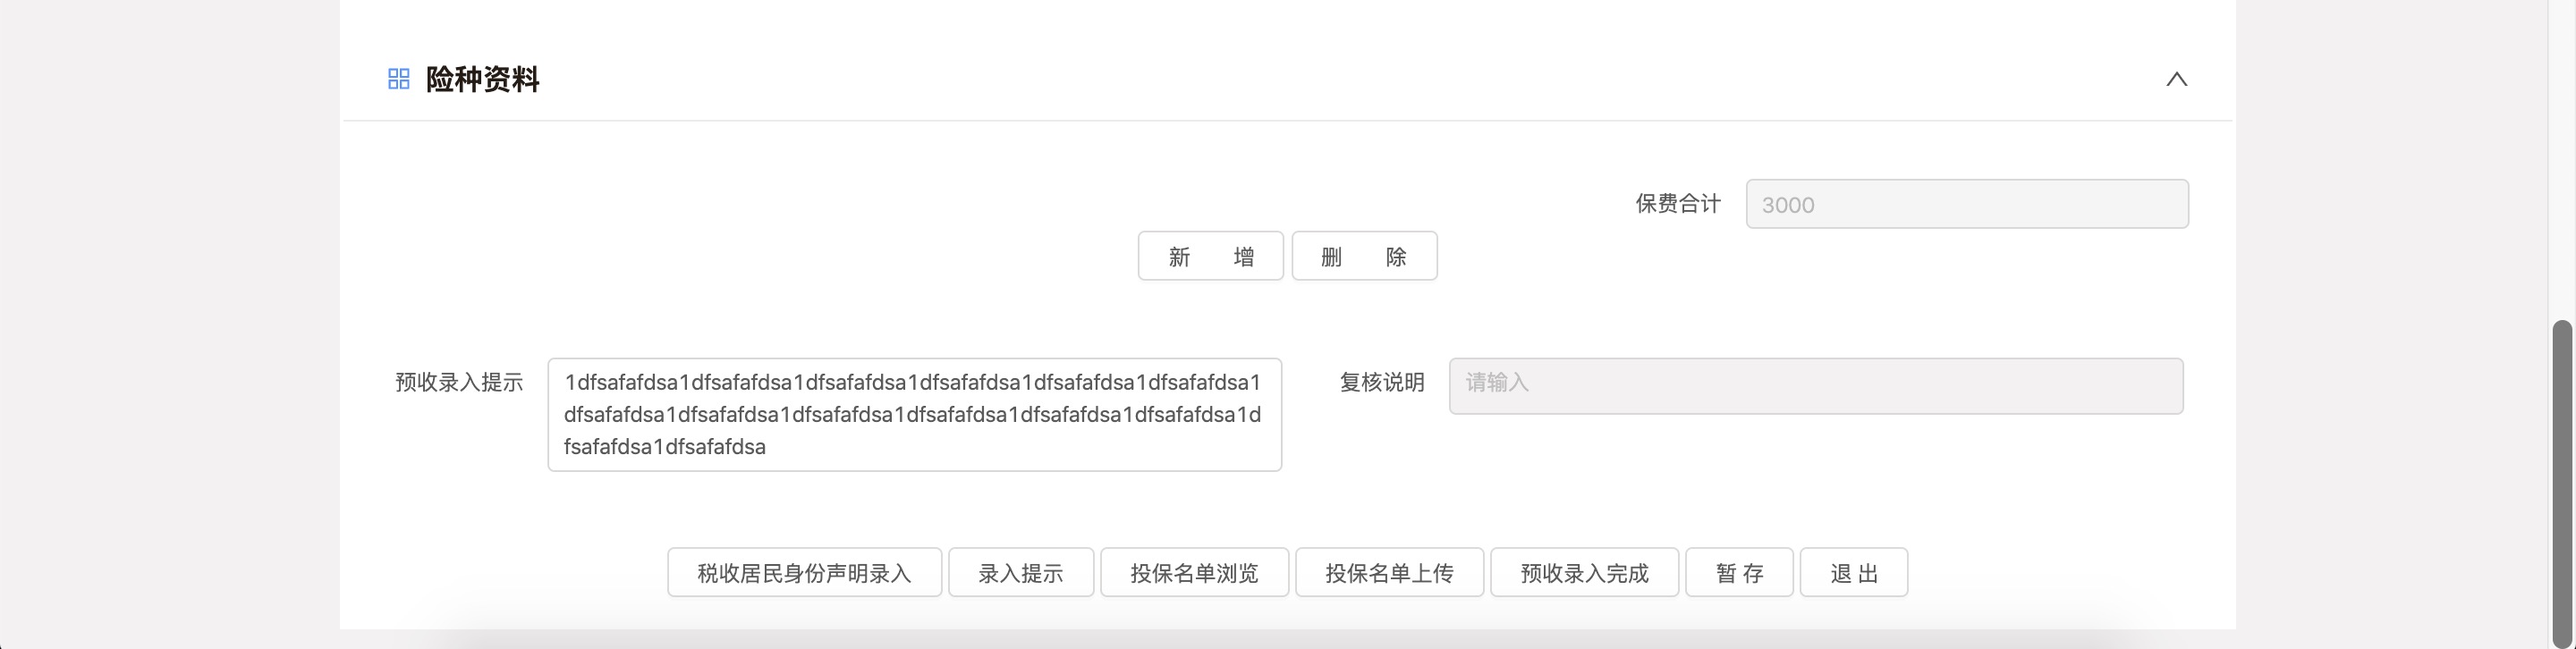 险种资料
保费合计 3000
新 增 删 除
预收录入提示 1dfsafafdsa1dfsafafdsa1dfsafafdsa1dfsafafdsa1dfsafafdsa1dfsafafdsa1
dfsafafdsa1dfsafafdsa1dfsafafdsa1dfsafafdsa1dfsafafdsa1dfsafafdsa1d
fsafafdsa1dfsafafdsa
复核说明 请输入
税收居民身份声明录入 录入提示 投保名单浏览 投保名单上传 预收录入完成 暂 存 退 出